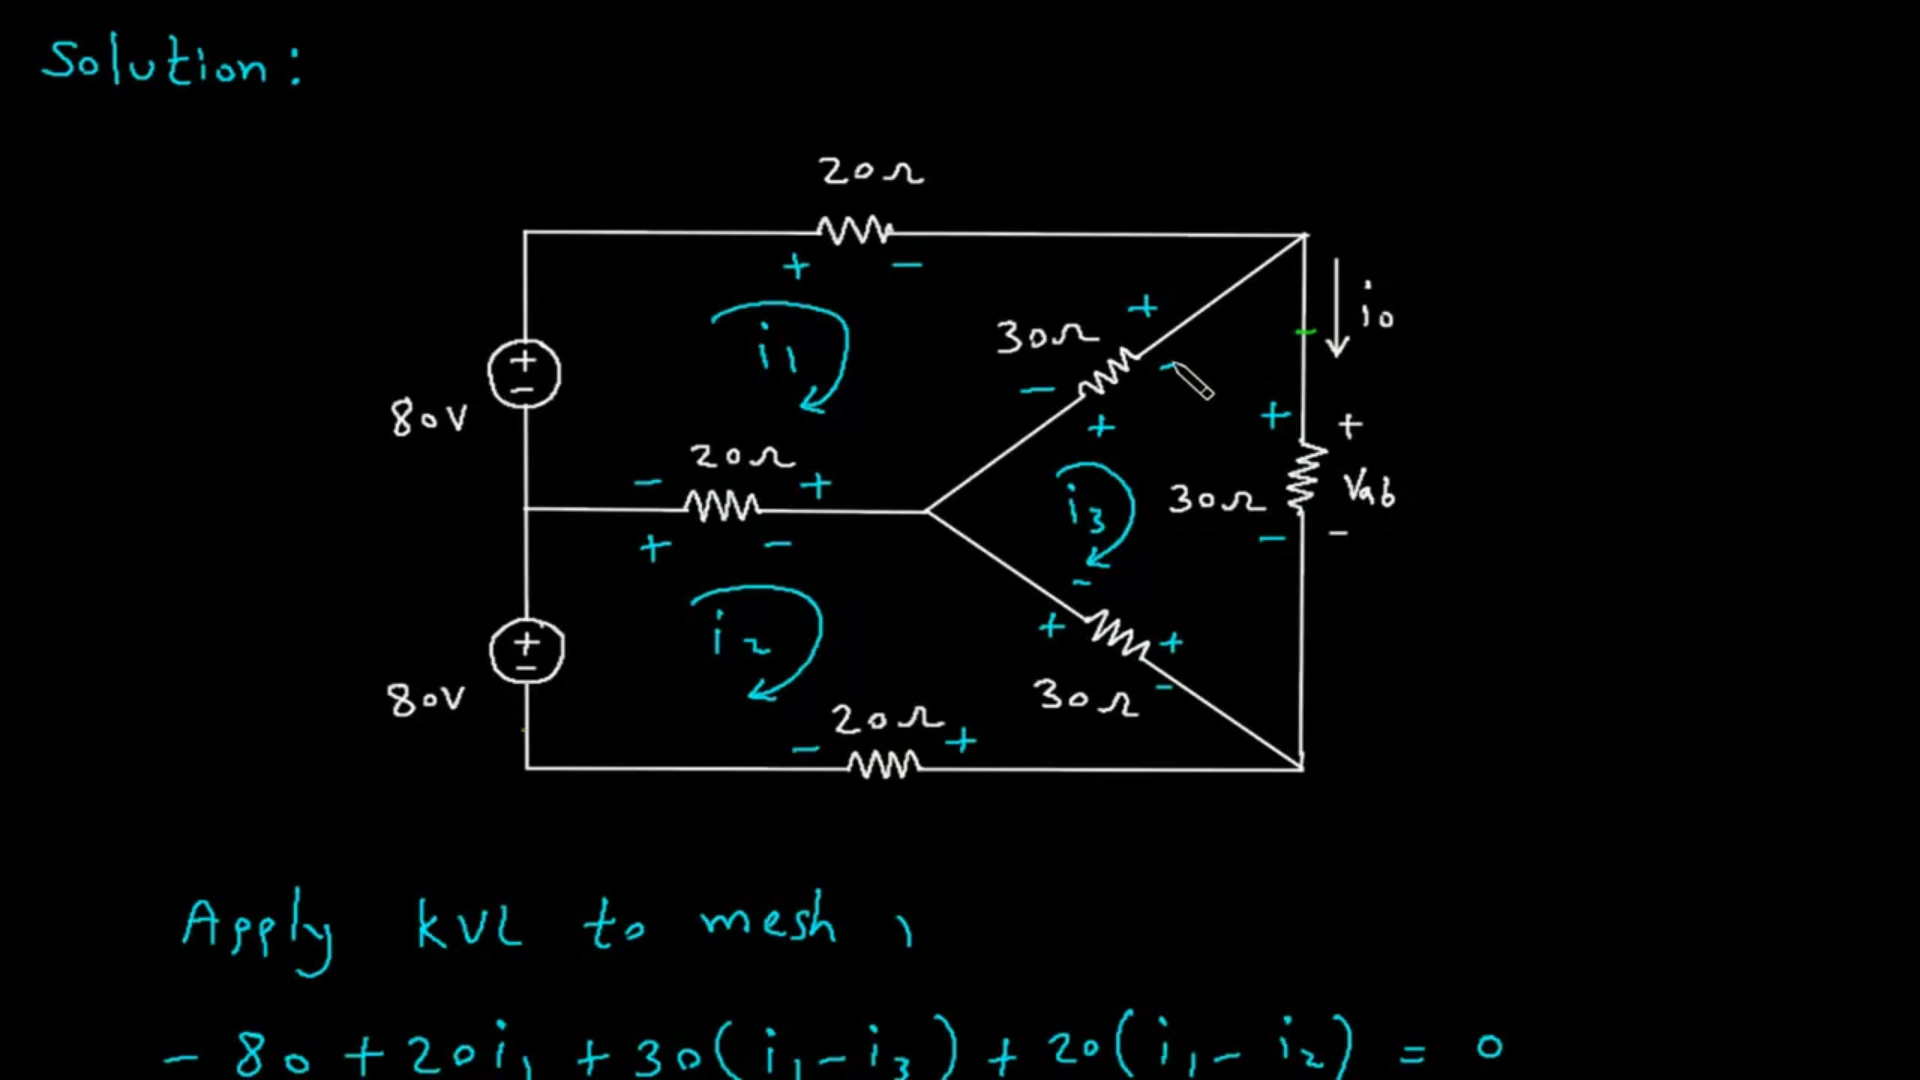 Solution:
20Ω
+ -
i1
30Ω
+
-
+
-
i0
+
-
80V
20Ω
- +
+ -
i3
30Ω
+
-
+
Vab
-
i2
+
-
80V
-
+ +
-
30Ω
20Ω
- +
Apply KVL to mesh 1
- 80 + 20i1 + 30(i1 - i3) + 20(i1 - i2) = 0